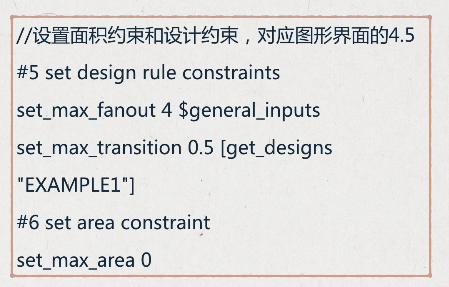 //设置面积约束和设计约束，对应图形界面的4.5
#5 set design rule constraints
set_max_fanout 4 $general_inputs
set_max_transition 0.5 [get_designs
"EXAMPLE1"]
#6 set area constraint
set_max_area 0